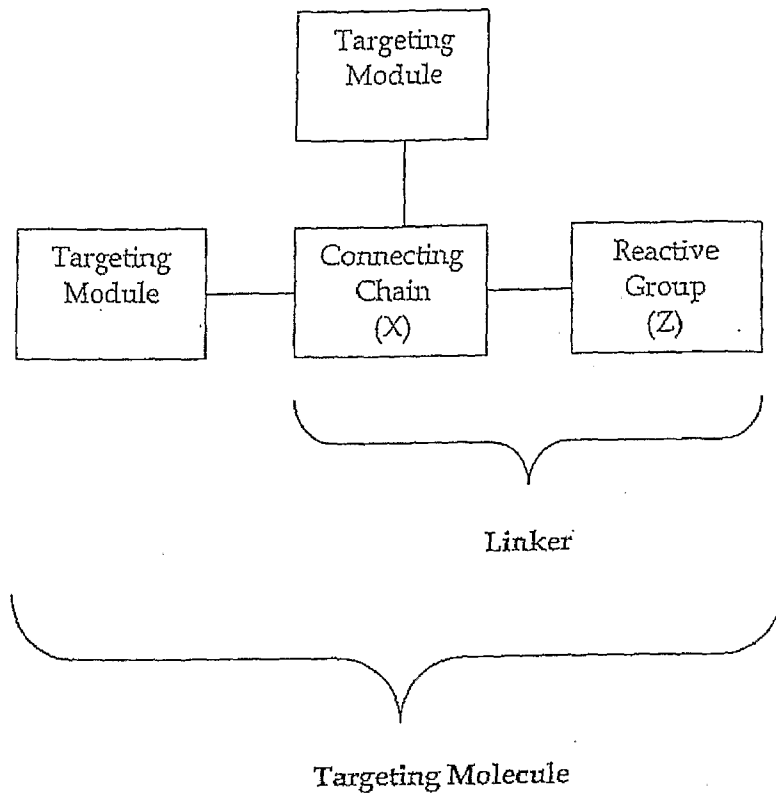 Targeting
Module
Targeting
Module
Connecting
Chain
(X)
Reactive
Group
(Z)
Linker
Targeting Molecule